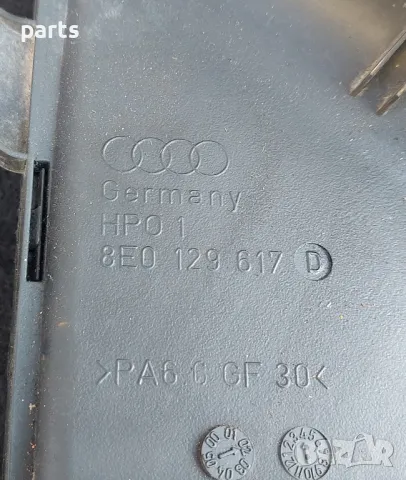 parts
Germany
HPO 1
8E0 129 617 D
>PA6.6 GF 30<